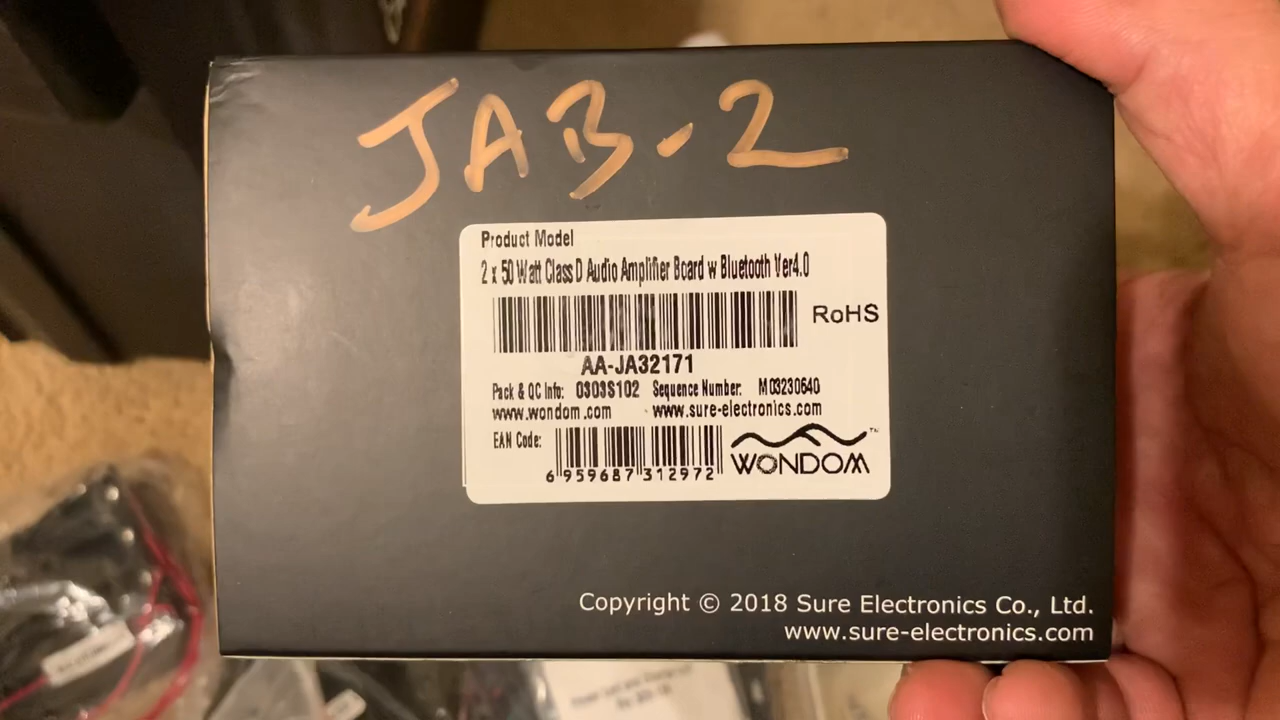 JAB-2
Product Model
2 x 50 Watt Class D Audio Amplifier Board w Bluetooth Ver4.0
RoHS
AA-JA32171
Pack & QC Info: 0303S102 Sequence Number: M03230640
www.wondom.com www.sure-electronics.com
EAN Code:
6 959687 312972
WONDOM™
Copyright © 2018 Sure Electronics Co., Ltd.
www.sure-electronics.com